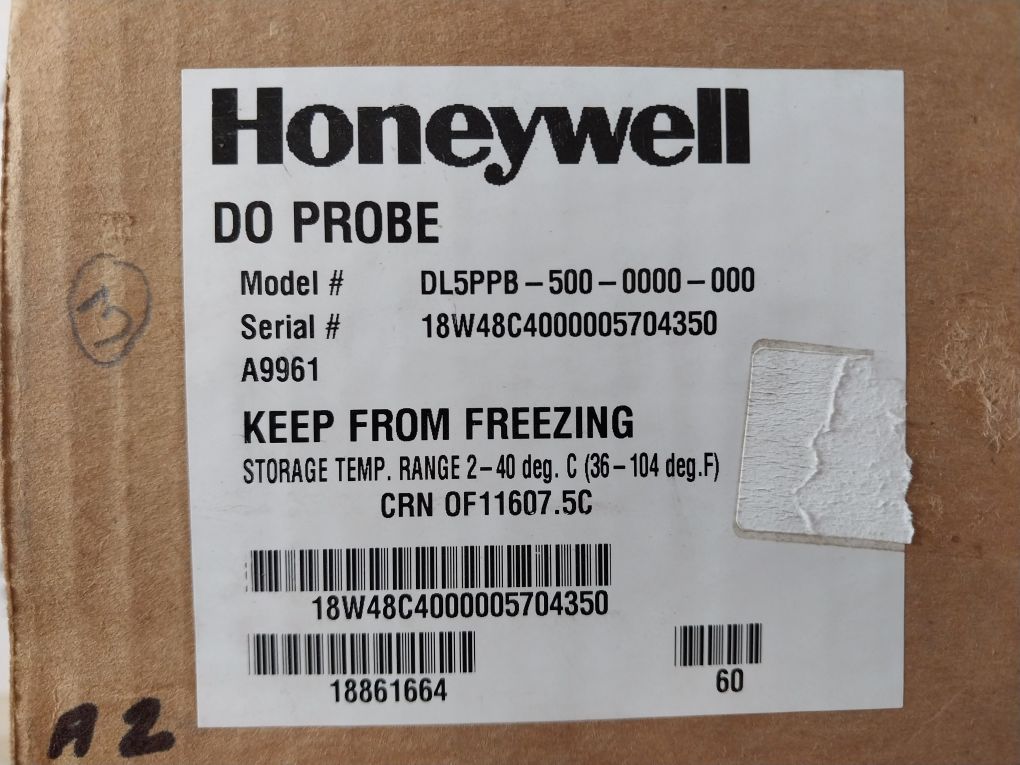 Honeywell
DO PROBE
Model # DL5PPB-500-0000-000
Serial # 18W48C4000005704350
A9961
KEEP FROM FREEZING
STORAGE TEMP. RANGE 2-40 deg. C (36-104 deg.F)
CRN OF11607.5C
18W48C4000005704350
18861664
60
3
A2